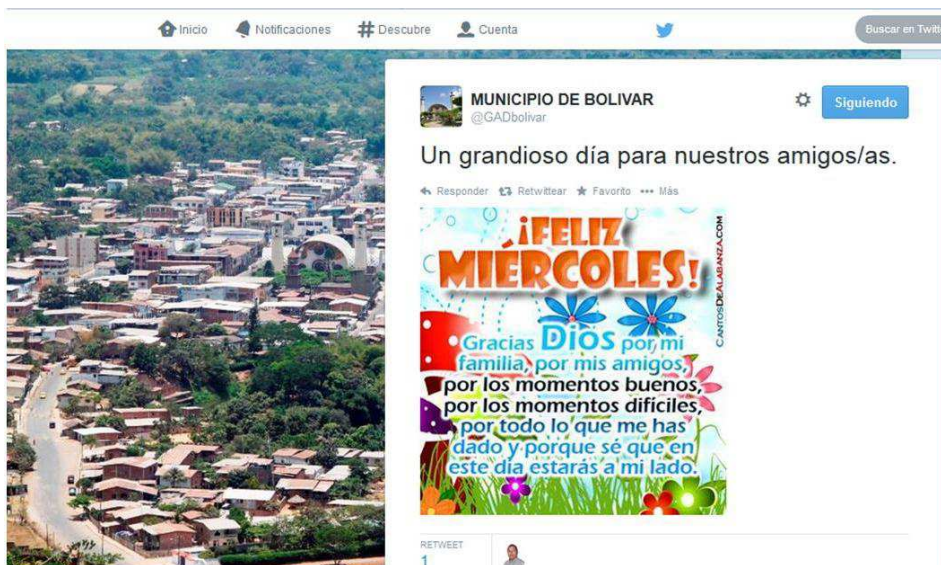 Inicio Notificaciones Descubre Cuenta Buscar en Twitt
MUNICIPIO DE BOLIVAR
@GADbolivar
Siguiendo
Un grandioso día para nuestros amigos/as.
Responder Retwittear Favorito Más
¡FELIZ
MIÉRCOLES!
CANTOSDEALABANZA.COM
Gracias Dios por mi
familia, por mis amigos,
por los momentos buenos,
por los momentos difíciles,
por todo lo que me has
dado y porque sé que en
este día estarás a mi lado.
RETWEET
1